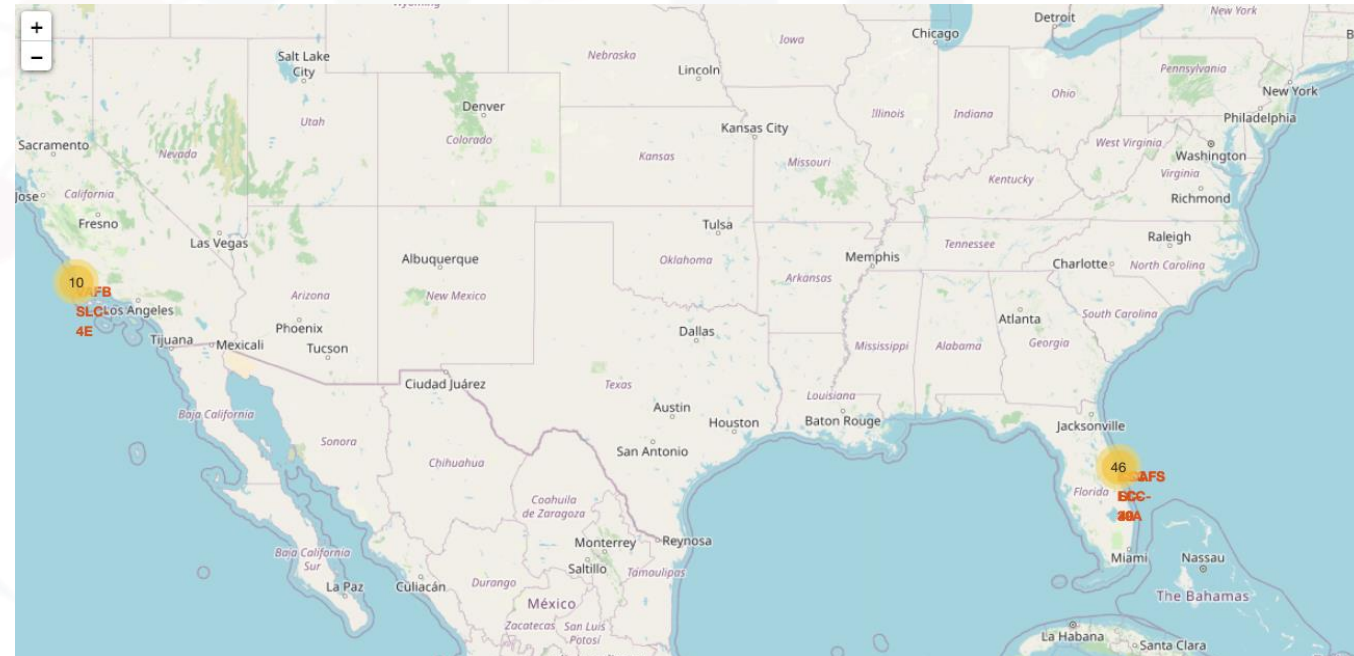 +
−
Wyoming
Detroit
New York
Chicago
Iowa
Salt Lake
City
Nebraska
Lincoln
Pennsylvania
New York
Denver
Ohio
Philadelphia
Utah
Illinois
Indiana
Colorado
Kansas City
Sacramento
Nevada
Kansas
Missouri
West Virginia
Washington
Virginia
Jose
California
Kentucky
Richmond
Fresno
Las Vegas
Tulsa
Raleigh
Albuquerque
Oklahoma
Memphis
Tennessee
Charlotte
North Carolina
10
Arkansas
Arizona
New Mexico
SLC-
Los Angeles
4E
Phoenix
Tucson
Dallas
Atlanta
South Carolina
Tijuana
Mexicali
Mississippi
Alabama
Georgia
Ciudad Juárez
Texas
Louisiana
Baja California
Austin
Houston
Baton Rouge
Jacksonville
Sonora
San Antonio
Chihuahua
46
Florida
Coahuila
de Zaragoza
Monterrey
Reynosa
Baja California
Sur
Saltillo
Tamaulipas
Miami
Nassau
La Paz
Culiacán
Durango
México
The Bahamas
Zacatecas
San Luis
Potosí
La Habana
Santa Clara